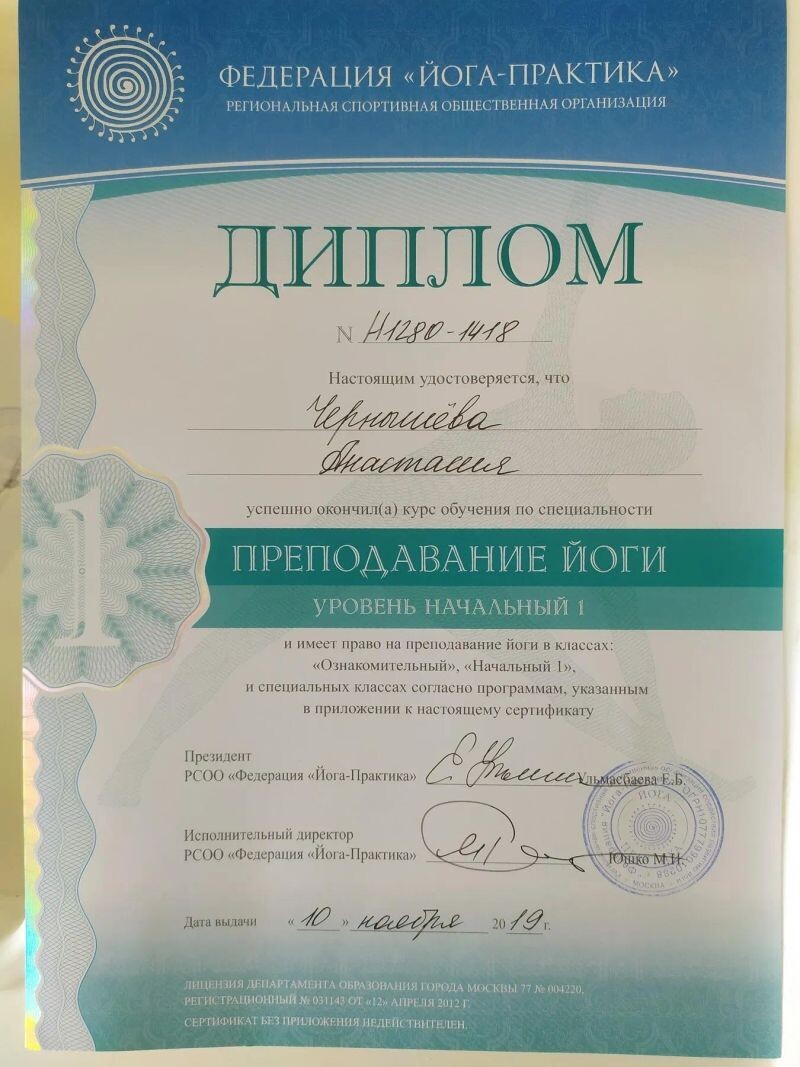 ФЕДЕРАЦИЯ «ЙОГА-ПРАКТИКА»
РЕГИОНАЛЬНАЯ СПОРТИВНАЯ ОБЩЕСТВЕННАЯ ОРГАНИЗАЦИЯ
ДИПЛОМ
N Н1280-1418
Настоящим удостоверяется, что
Чернышёва
Анастасия
успешно окончил(а) курс обучения по специальности
1
ПРЕПОДАВАНИЕ ЙОГИ
УРОВЕНЬ НАЧАЛЬНЫЙ 1
и имеет право на преподавание йоги в классах:
«Ознакомительный», «Начальный 1»,
и специальных классах согласно программам, указанным
в приложении к настоящему сертификату
Президент
РСОО «Федерация «Йога-Практика» Ульмасбаева Е.Б.
Исполнительный директор
РСОО «Федерация «Йога-Практика» Юшко М.И.
ЙОГА
МОСКВА
Дата выдачи «10» ноября 2019 г.
ЛИЦЕНЗИЯ ДЕПАРТАМЕНТА ОБРАЗОВАНИЯ ГОРОДА МОСКВЫ 77 № 004220,
РЕГИСТРАЦИОННЫЙ № 031143 ОТ «12» АПРЕЛЯ 2012 Г.
СЕРТИФИКАТ БЕЗ ПРИЛОЖЕНИЯ НЕДЕЙСТВИТЕЛЕН.